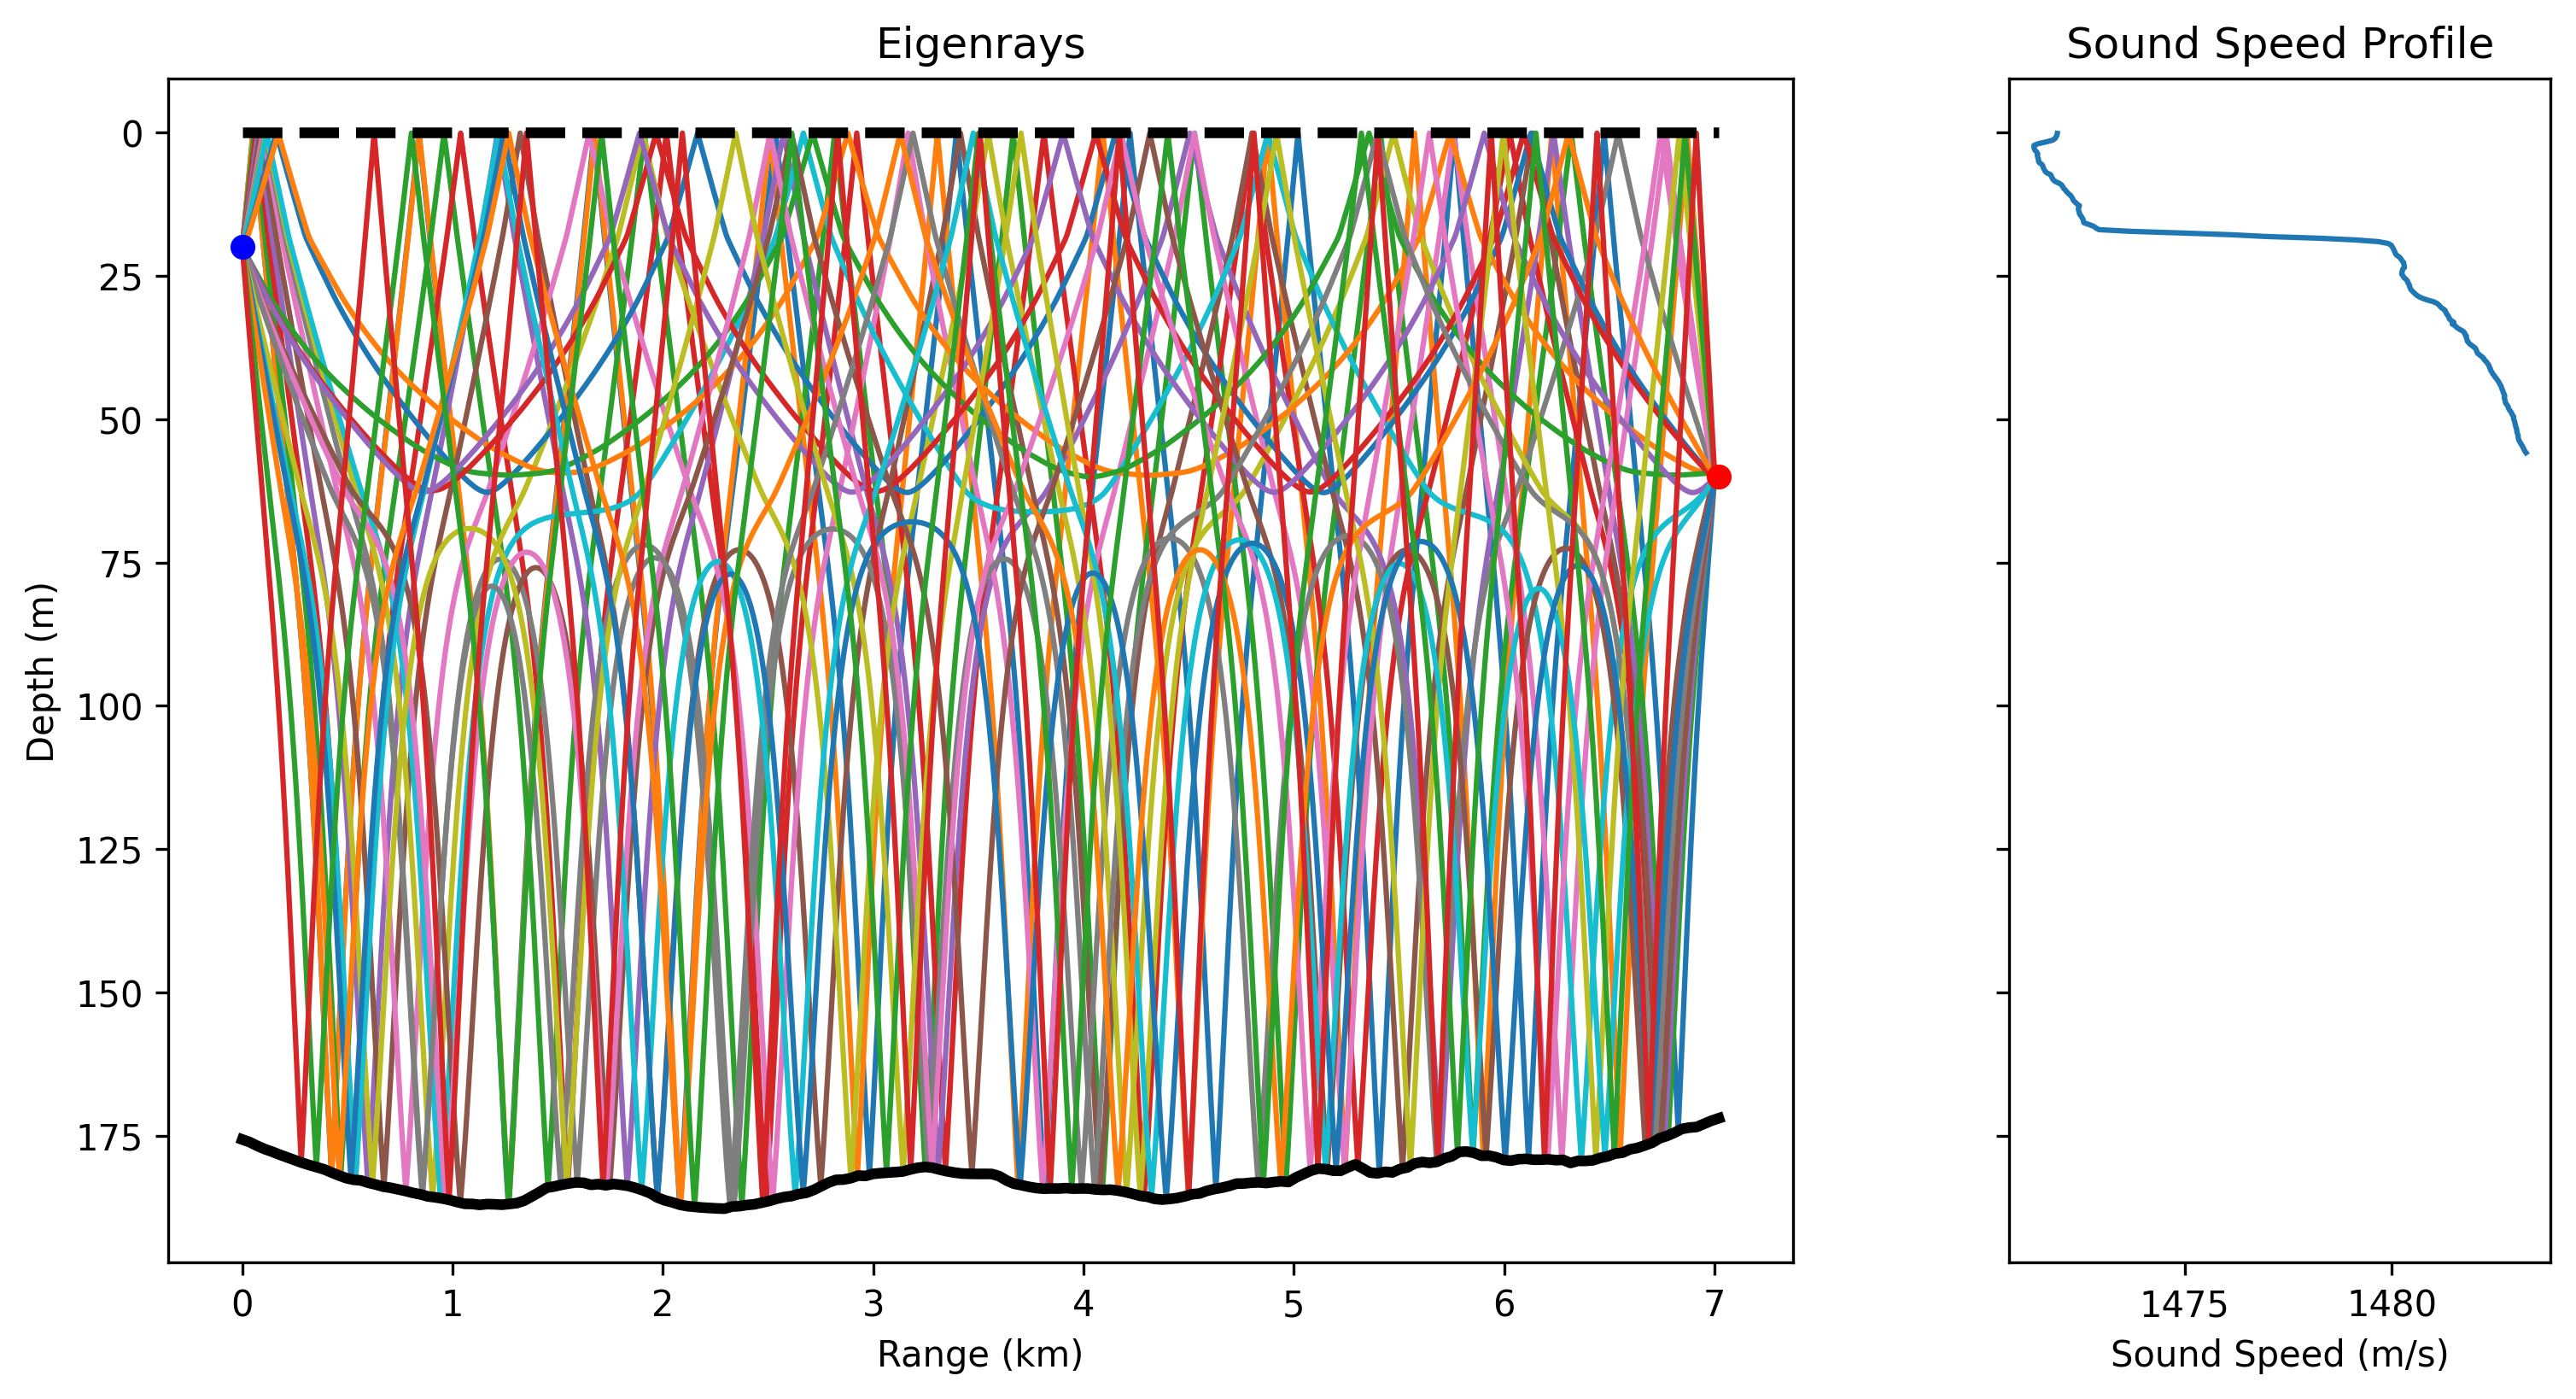 Eigenrays
Sound Speed Profile
0
25
50
75
100
125
150
175
Depth (m)
0 1 2 3 4 5 6 7
Range (km)
1475 1480
Sound Speed (m/s)